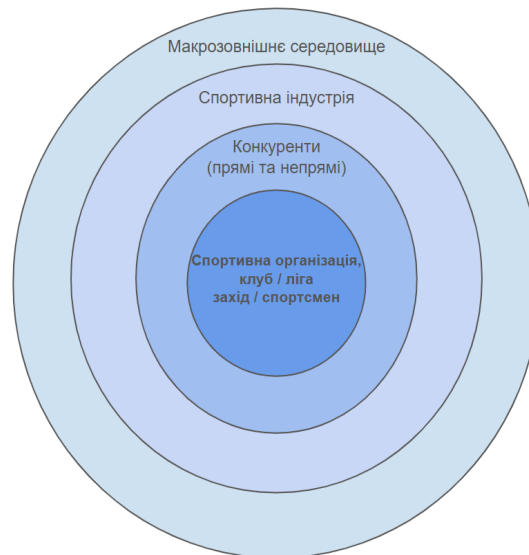 Макрозовнішнє середовище
Спортивна індустрія
Конкуренти
(прямі та непрямі)
Спортивна організація,
клуб / ліга
захід / спортсмен